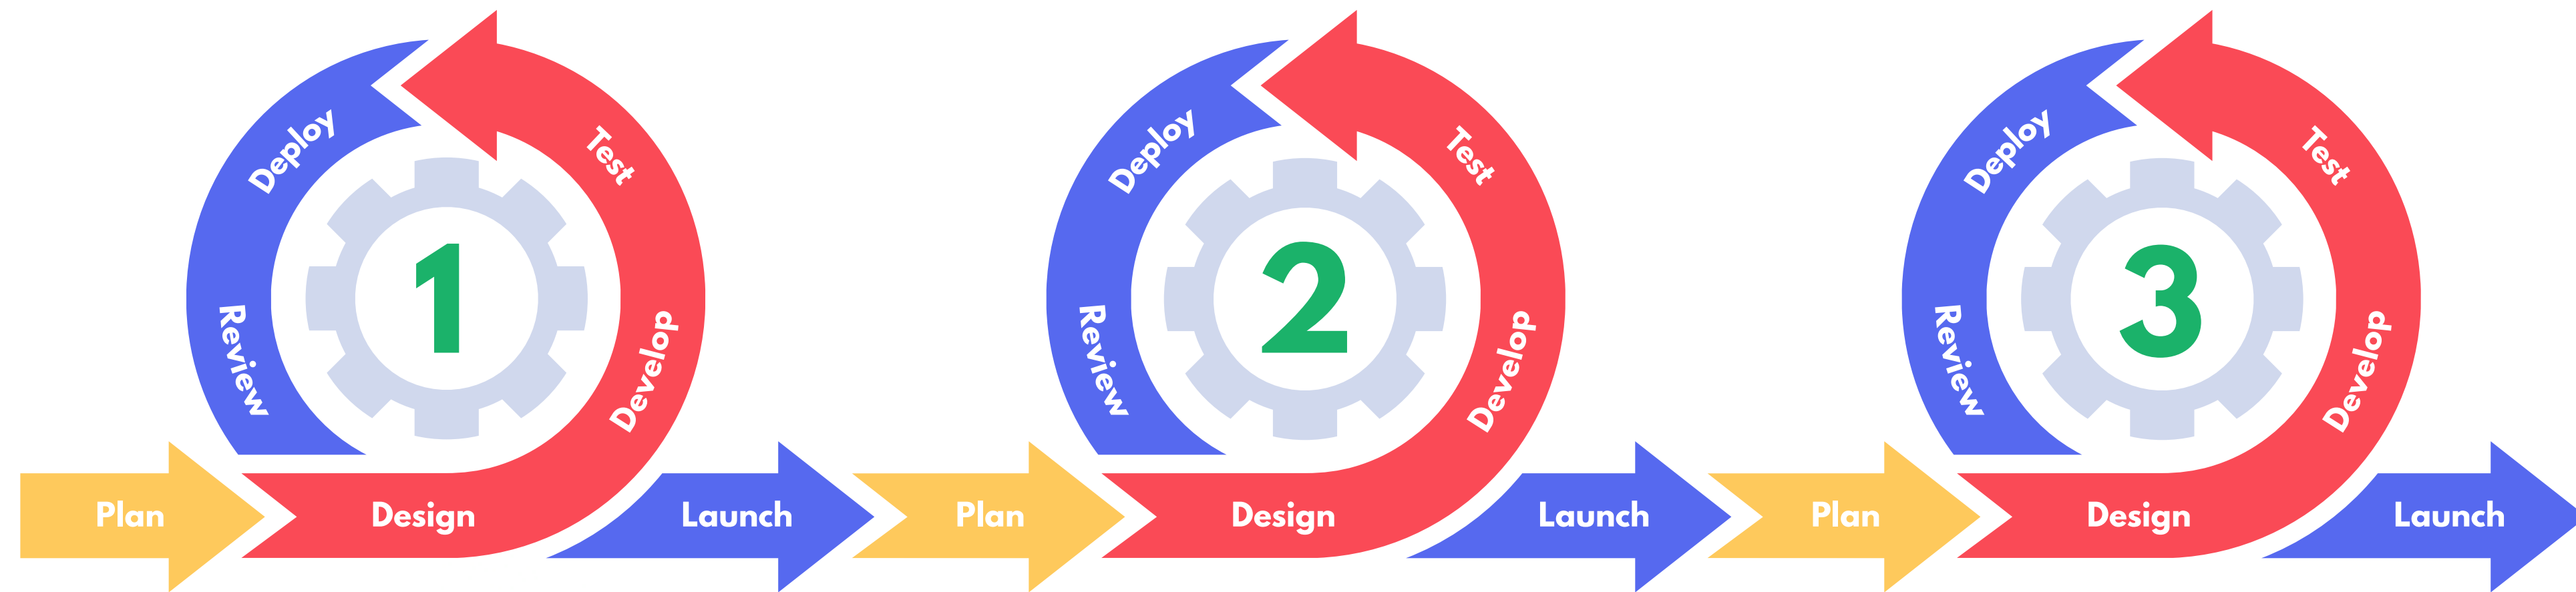 Plan
Design
Develop
Test
Deploy
Review
1
Launch
Plan
Design
Develop
Test
Deploy
Review
2
Launch
Plan
Design
Develop
Test
Deploy
Review
3
Launch